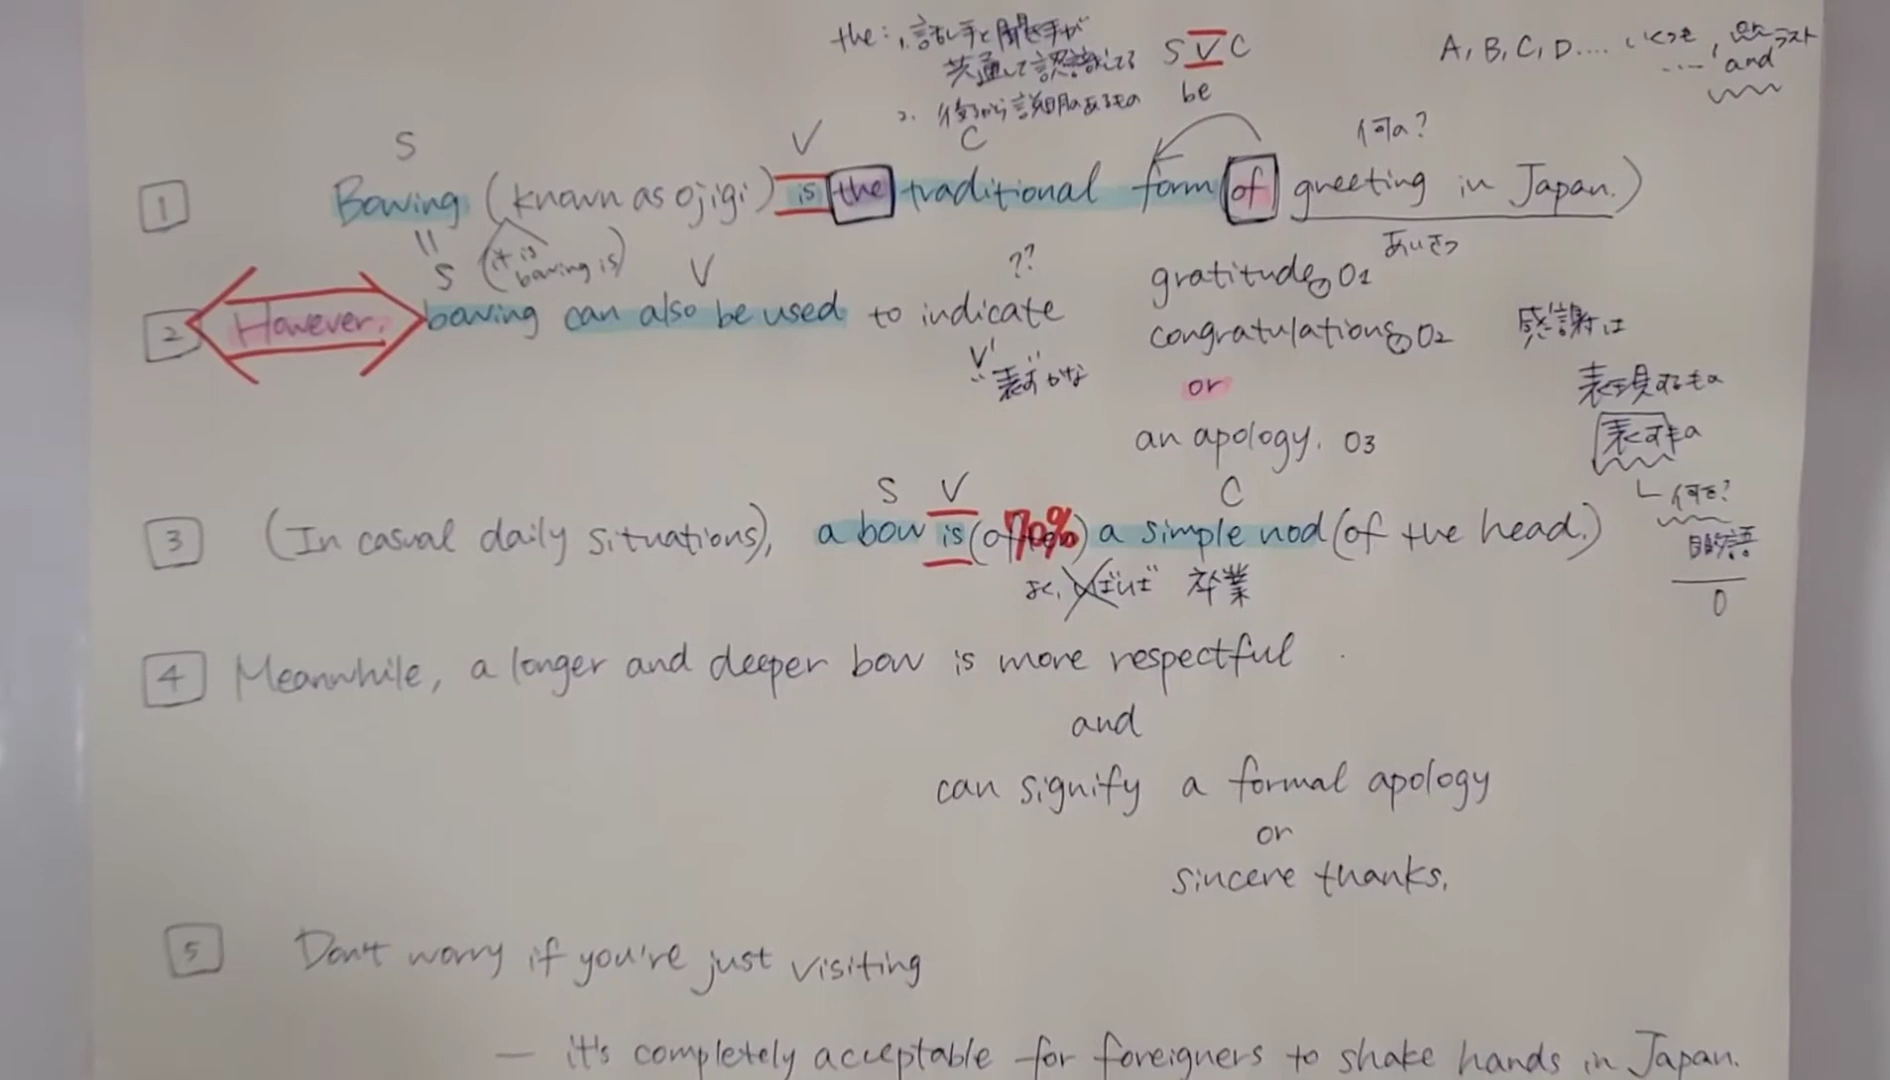 the: 1. 話し手と聞き手が
共通して認識してる
2. 後ろから説明のあるもの
S V C
be
A, B, C, D.... いくつも
...., and
ラスト
S
V
C
何の?
1 Bowing (known as ojigi) is the traditional form of greeting in Japan.)
あいさつ
S (it is
bowing is)
V
??
2 However, bowing can also be used to indicate
V'
"表す"かな
gratitude, O1
congratulations, O2
or
an apology. O3
感謝は
表現するもの
表すもの
何を?
目的語
O
S V C
3 (In casual daily situations), a bow is (often) a simple nod (of the head.)
70%
よく, しばしば 卒業
4 Meanwhile, a longer and deeper bow is more respectful
and
can signify a formal apology
or
sincere thanks.
5 Don't worry if you're just visiting
— it's completely acceptable for foreigners to shake hands in Japan.